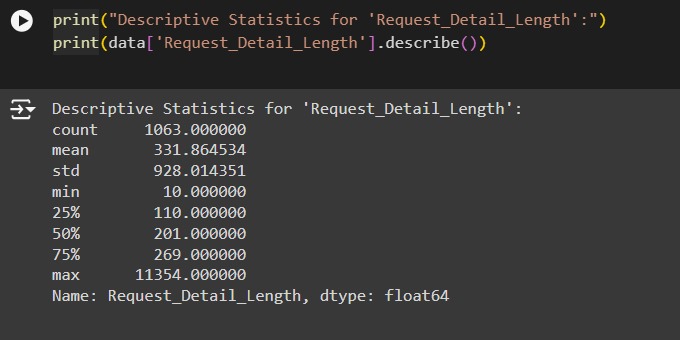 print("Descriptive Statistics for 'Request_Detail_Length':")
print(data['Request_Detail_Length'].describe())
Descriptive Statistics for 'Request_Detail_Length':
count     1063.000000
mean       331.864534
std        928.014351
min         10.000000
25%        110.000000
50%        201.000000
75%        269.000000
max      11354.000000
Name: Request_Detail_Length, dtype: float64